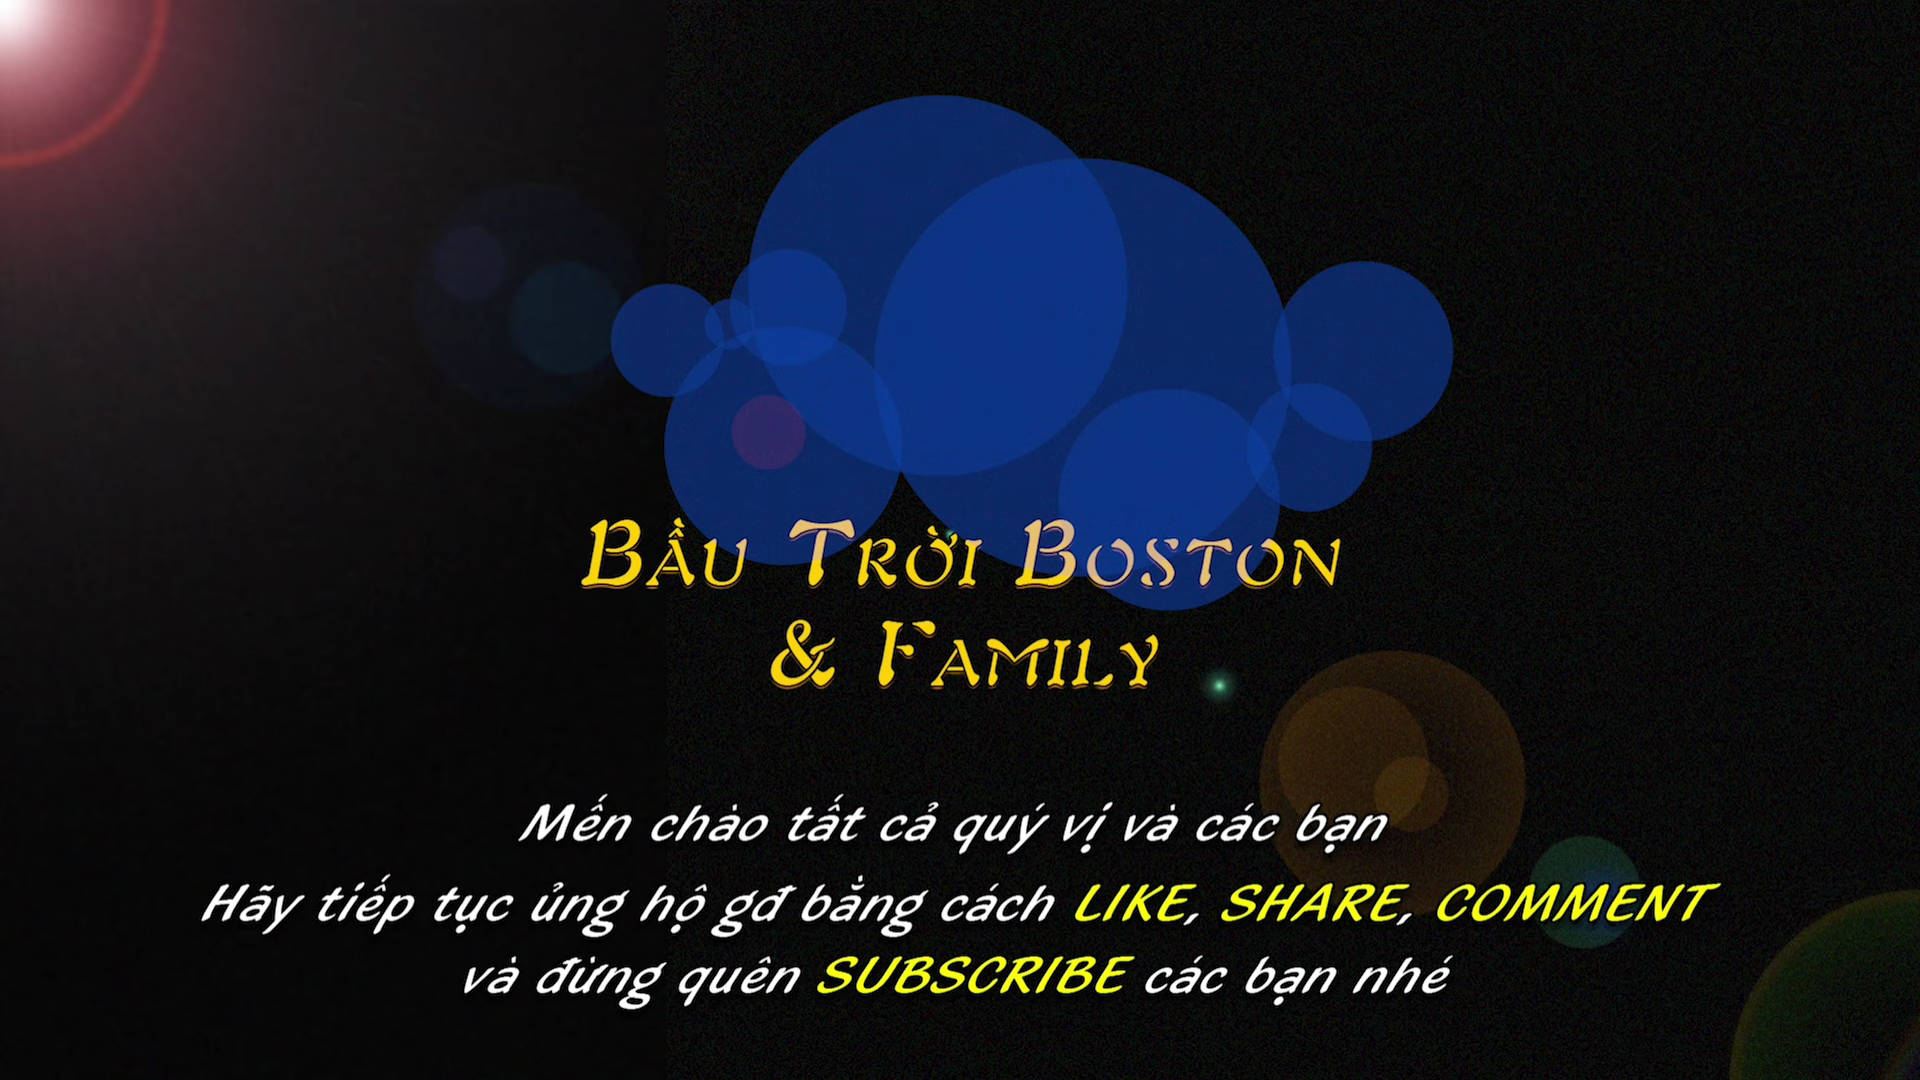 Bầu Trời Boston
& Family
Mến chào tất cả quý vị và các bạn
Hãy tiếp tục ủng hộ gđ bằng cách LIKE, SHARE, COMMENT
và đừng quên SUBSCRIBE các bạn nhé